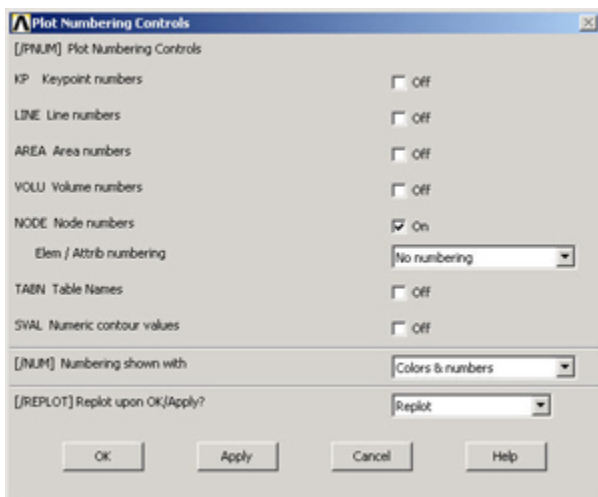 Plot Numbering Controls
[/PNUM] Plot Numbering Controls
KP Keypoint numbers Off
LINE Line numbers Off
AREA Area numbers Off
VOLU Volume numbers Off
NODE Node numbers On
Elem / Attrib numbering No numbering
TABN Table Names Off
SVAL Numeric contour values Off
[/NUM] Numbering shown with Colors & numbers
[/REPLOT] Replot upon OK/Apply? Replot
OK Apply Cancel Help